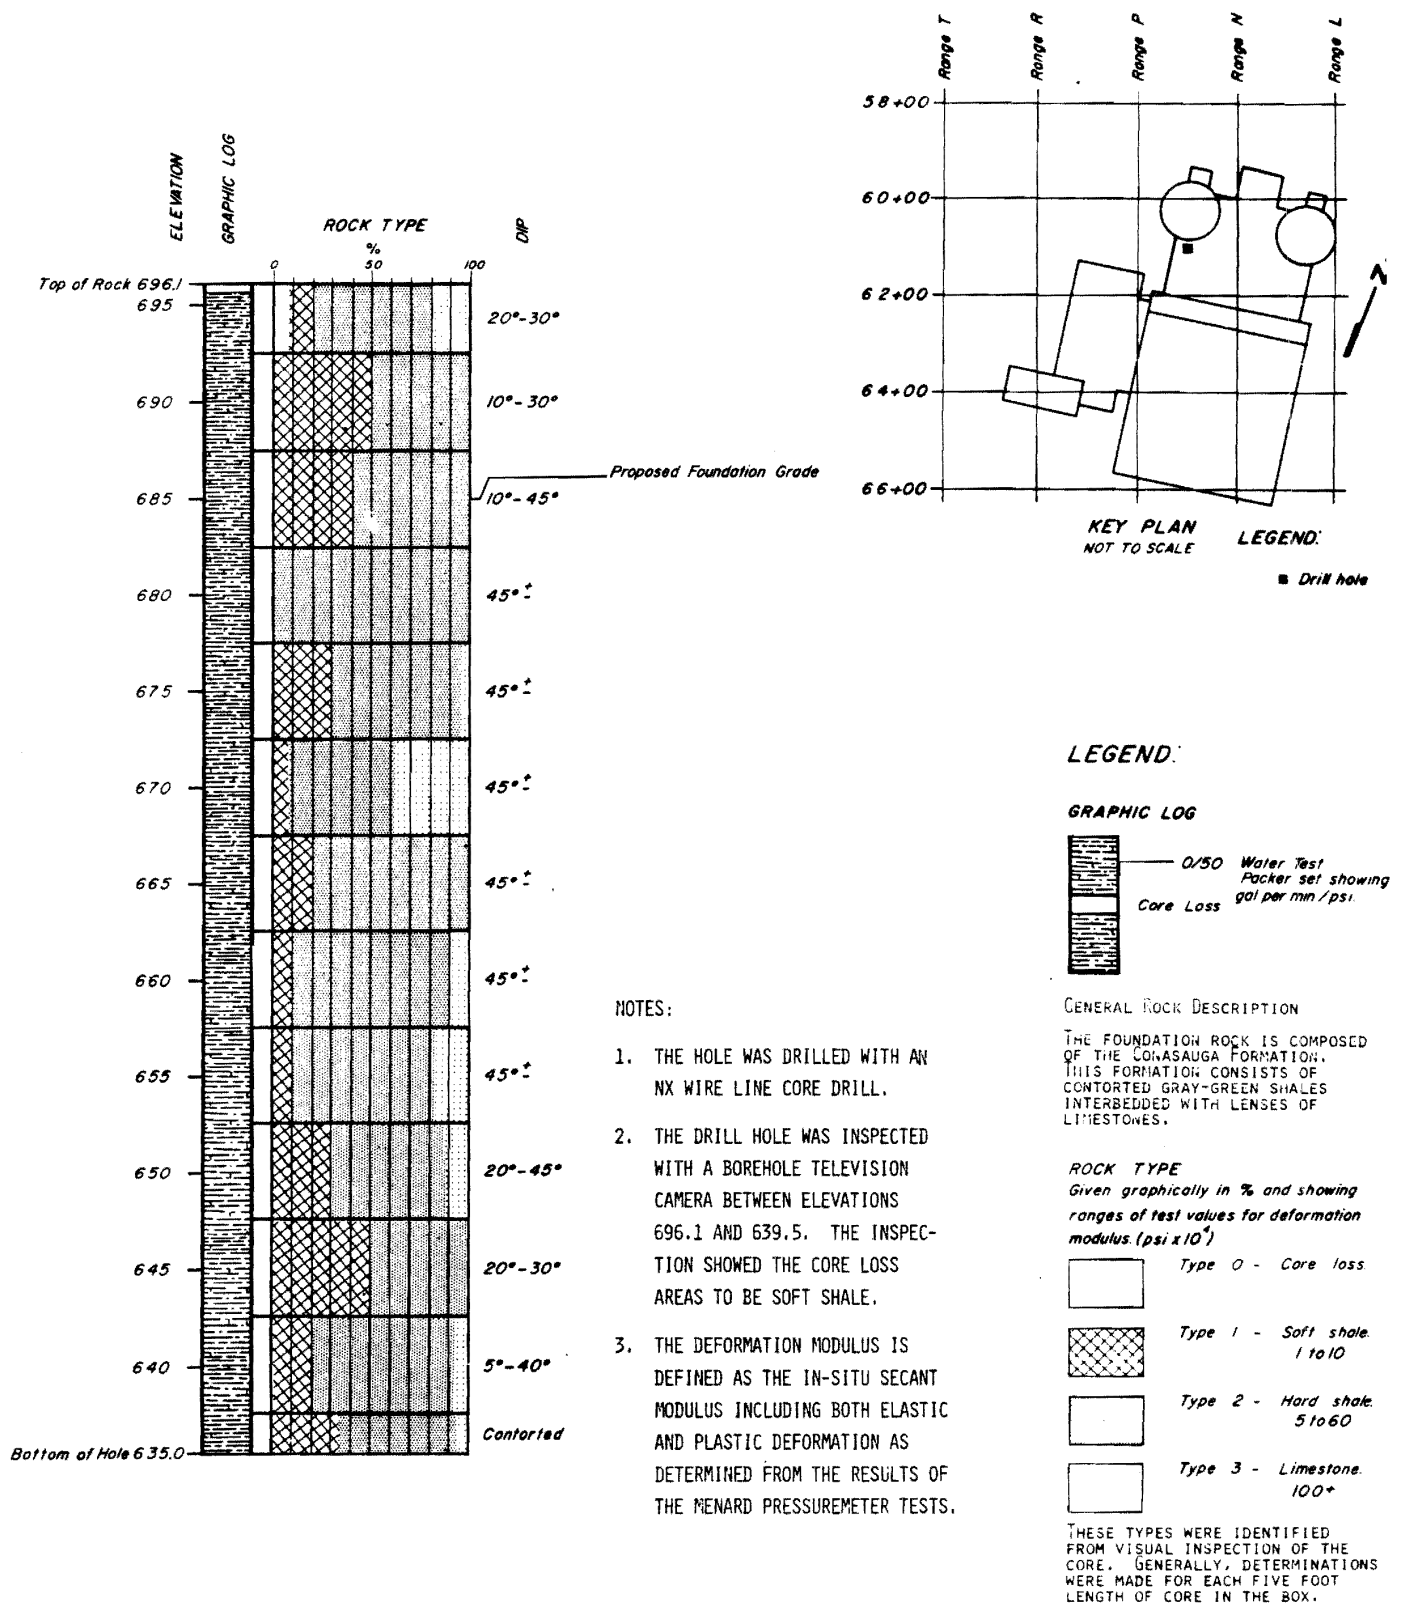 Range T
Range R
Range P
Range N
Range L
58+00
60+00
62+00
64+00
66+00
N
KEY PLAN
NOT TO SCALE
LEGEND:
Drill hole
ELEVATION
GRAPHIC LOG
ROCK TYPE
%
DIP
0 50 100
Top of Rock 696.1
695 20°-30°
690 10°-30°
Proposed Foundation Grade
685 10°-45°
680 45°±
675 45°±
670 45°±
665 45°±
660 45°±
655 45°±
650 20°-45°
645 20°-30°
640 5°-40°
Contorted
Bottom of Hole 635.0
NOTES:
1. THE HOLE WAS DRILLED WITH AN
NX WIRE LINE CORE DRILL.
2. THE DRILL HOLE WAS INSPECTED
WITH A BOREHOLE TELEVISION
CAMERA BETWEEN ELEVATIONS
696.1 AND 639.5. THE INSPEC-
TION SHOWED THE CORE LOSS
AREAS TO BE SOFT SHALE.
3. THE DEFORMATION MODULUS IS
DEFINED AS THE IN-SITU SECANT
MODULUS INCLUDING BOTH ELASTIC
AND PLASTIC DEFORMATION AS
DETERMINED FROM THE RESULTS OF
THE MENARD PRESSUREMETER TESTS.
LEGEND:
GRAPHIC LOG
0/50 Water Test
Packer set showing
gal per min/psi.
Core Loss
GENERAL ROCK DESCRIPTION
THE FOUNDATION ROCK IS COMPOSED
OF THE CONASAUGA FORMATION.
THIS FORMATION CONSISTS OF
CONTORTED GRAY-GREEN SHALES
INTERBEDDED WITH LENSES OF
LIMESTONES.
ROCK TYPE
Given graphically in % and showing
ranges of test values for deformation
modulus. (psi x 10⁴)
Type 0 - Core loss.
Type 1 - Soft shale.
1 to 10
Type 2 - Hard shale.
5 to 60
Type 3 - Limestone.
100+
THESE TYPES WERE IDENTIFIED
FROM VISUAL INSPECTION OF THE
CORE. GENERALLY, DETERMINATIONS
WERE MADE FOR EACH FIVE FOOT
LENGTH OF CORE IN THE BOX.